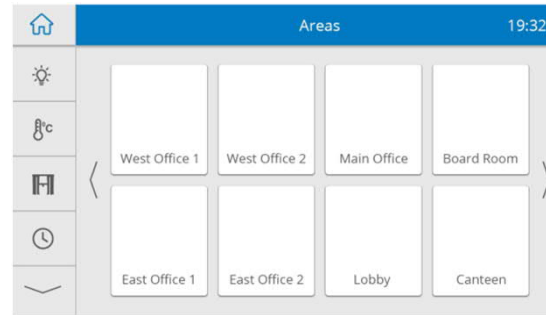 Areas 19:32
°C
West Office 1 West Office 2 Main Office Board Room
East Office 1 East Office 2 Lobby Canteen